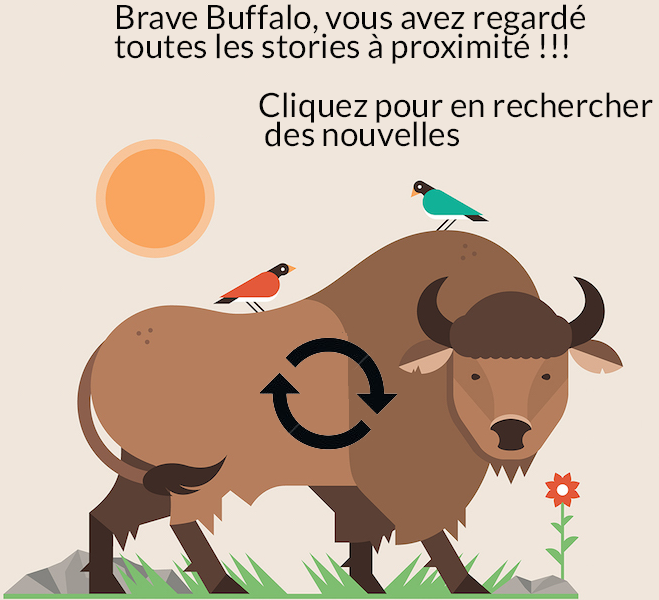 Brave Buffalo, vous avez regardé
toutes les stories à proximité !!!
Cliquez pour en rechercher
des nouvelles